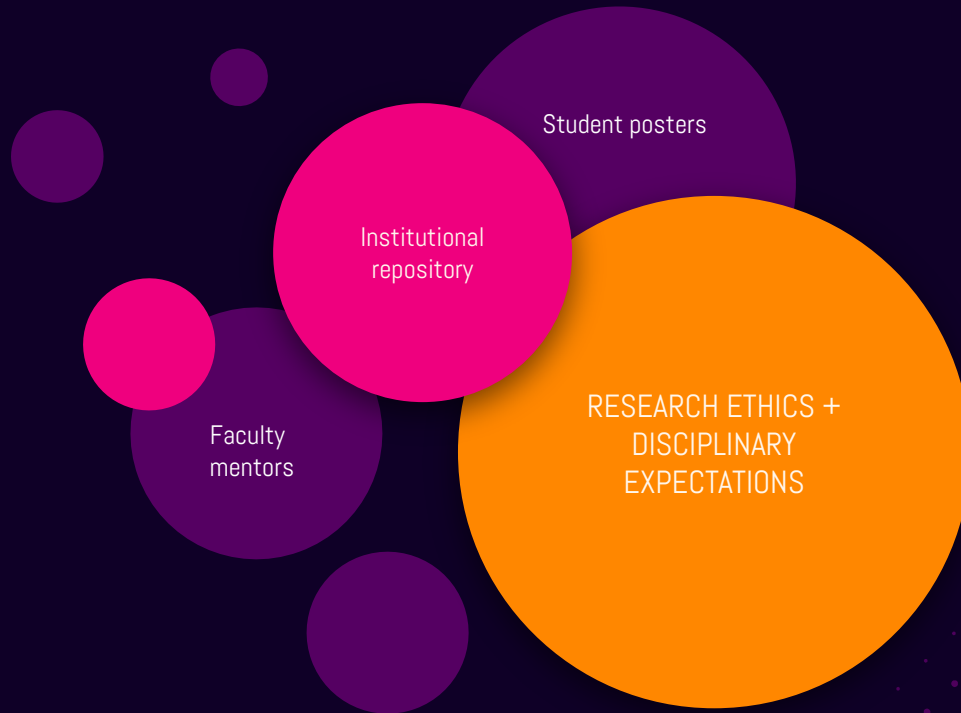 Student posters
Institutional
repository
RESEARCH ETHICS +
DISCIPLINARY
EXPECTATIONS
Faculty
mentors